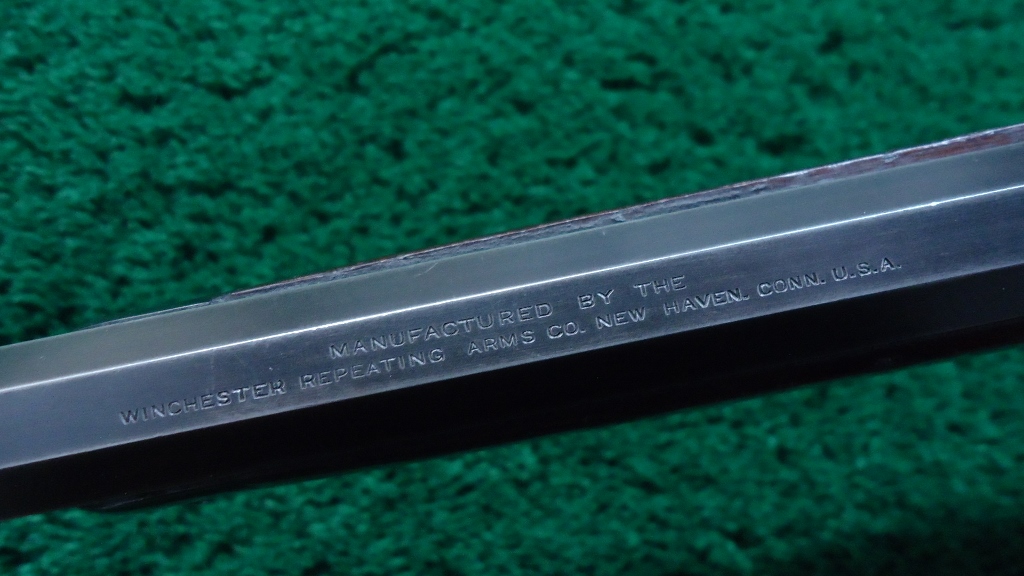 MANUFACTURED BY THE
WINCHESTER REPEATING ARMS CO. NEW HAVEN. CONN. U.S.A.